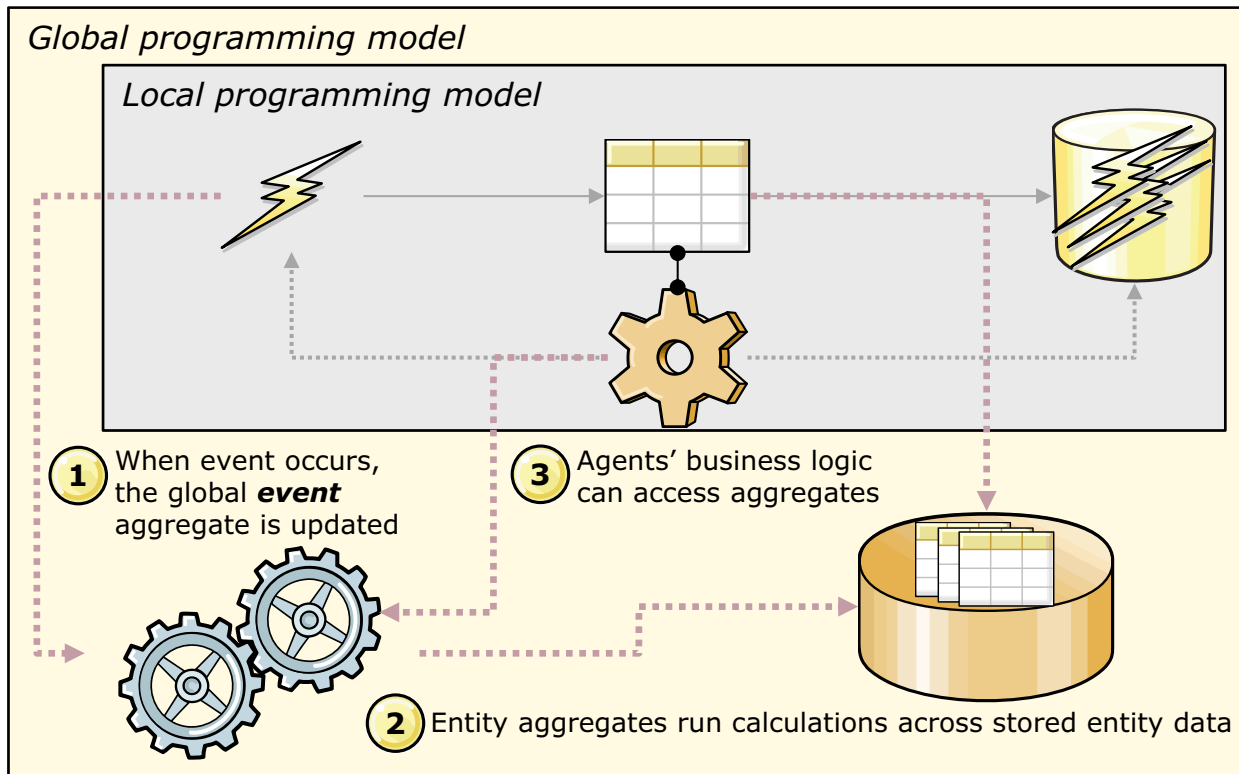 Global programming model
Local programming model
1
When event occurs,
the global event
aggregate is updated
3
Agents’ business logic
can access aggregates
2
Entity aggregates run calculations across stored entity data